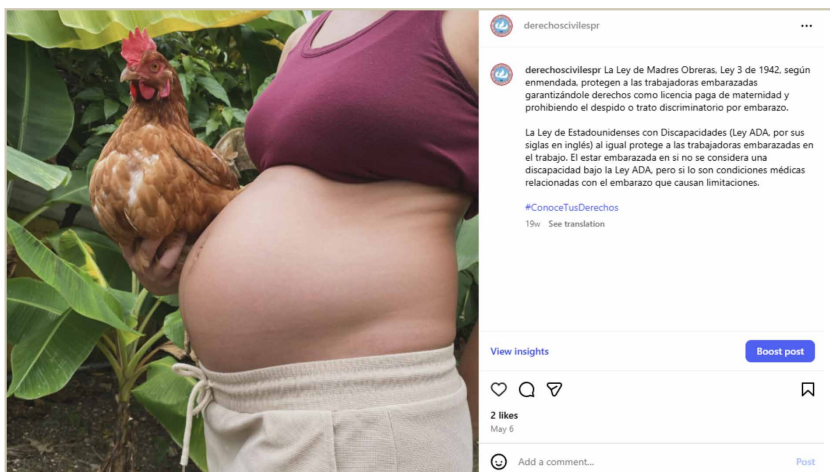 derechoscivilespr
derechoscivilespr La Ley de Madres Obreras, Ley 3 de 1942, según
enmendada, protegen a las trabajadoras embarazadas
garantizándole derechos como licencia paga de maternidad y
prohibiendo el despido o trato discriminatorio por embarazo.
La Ley de Estadounidenses con Discapacidades (Ley ADA, por sus
siglas en inglés) al igual protege a las trabajadoras embarazadas en
el trabajo. El estar embarazada en si no se considera una
discapacidad bajo la Ley ADA, pero si lo son condiciones médicas
relacionadas con el embarazo que causan limitaciones.
#ConoceTusDerechos
19w See translation
View insights
Boost post
2 likes
May 6
Add a comment...
Post